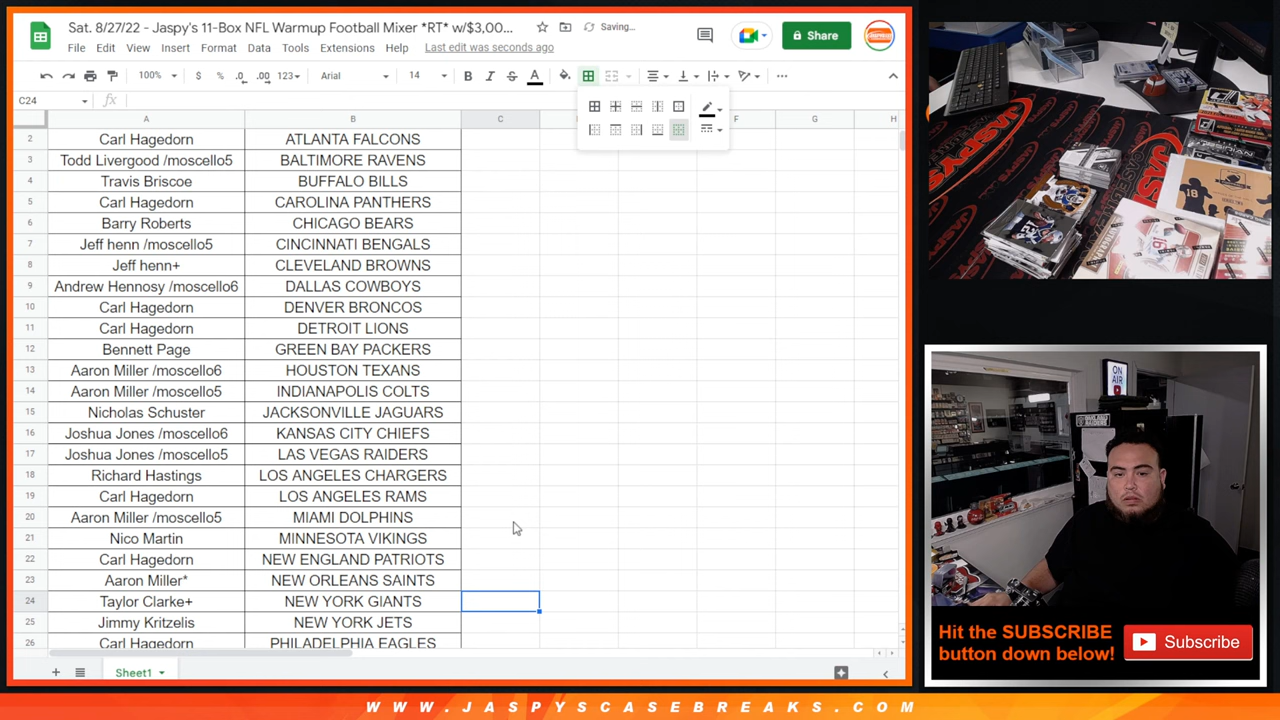 Sat. 8/27/22 - Jaspy's 11-Box NFL Warmup Football Mixer *RT* w/$3,00...
Saving...
File Edit View Insert Format Data Tools Extensions Help Last edit was seconds ago
Share
100% $ % .0 .00 123 Arial 14 B I S A
C24 fx
A B C F G H
2 Carl Hagedorn ATLANTA FALCONS
3 Todd Livergood /moscello5 BALTIMORE RAVENS
4 Travis Briscoe BUFFALO BILLS
5 Carl Hagedorn CAROLINA PANTHERS
6 Barry Roberts CHICAGO BEARS
7 Jeff henn /moscello5 CINCINNATI BENGALS
8 Jeff henn+ CLEVELAND BROWNS
9 Andrew Hennosy /moscello6 DALLAS COWBOYS
10 Carl Hagedorn DENVER BRONCOS
11 Carl Hagedorn DETROIT LIONS
12 Bennett Page GREEN BAY PACKERS
13 Aaron Miller /moscello6 HOUSTON TEXANS
14 Aaron Miller /moscello5 INDIANAPOLIS COLTS
15 Nicholas Schuster JACKSONVILLE JAGUARS
16 Joshua Jones /moscello6 KANSAS CITY CHIEFS
17 Joshua Jones /moscello5 LAS VEGAS RAIDERS
18 Richard Hastings LOS ANGELES CHARGERS
19 Carl Hagedorn LOS ANGELES RAMS
20 Aaron Miller /moscello5 MIAMI DOLPHINS
21 Nico Martin MINNESOTA VIKINGS
22 Carl Hagedorn NEW ENGLAND PATRIOTS
23 Aaron Miller* NEW ORLEANS SAINTS
24 Taylor Clarke+ NEW YORK GIANTS
25 Jimmy Kritzelis NEW YORK JETS
26 Carl Hagedorn PHILADELPHIA EAGLES
Sheet1
ON
AIR
Hit the SUBSCRIBE
button down below!
Subscribe
WWW.JASPYSCASEBREAKS.COM